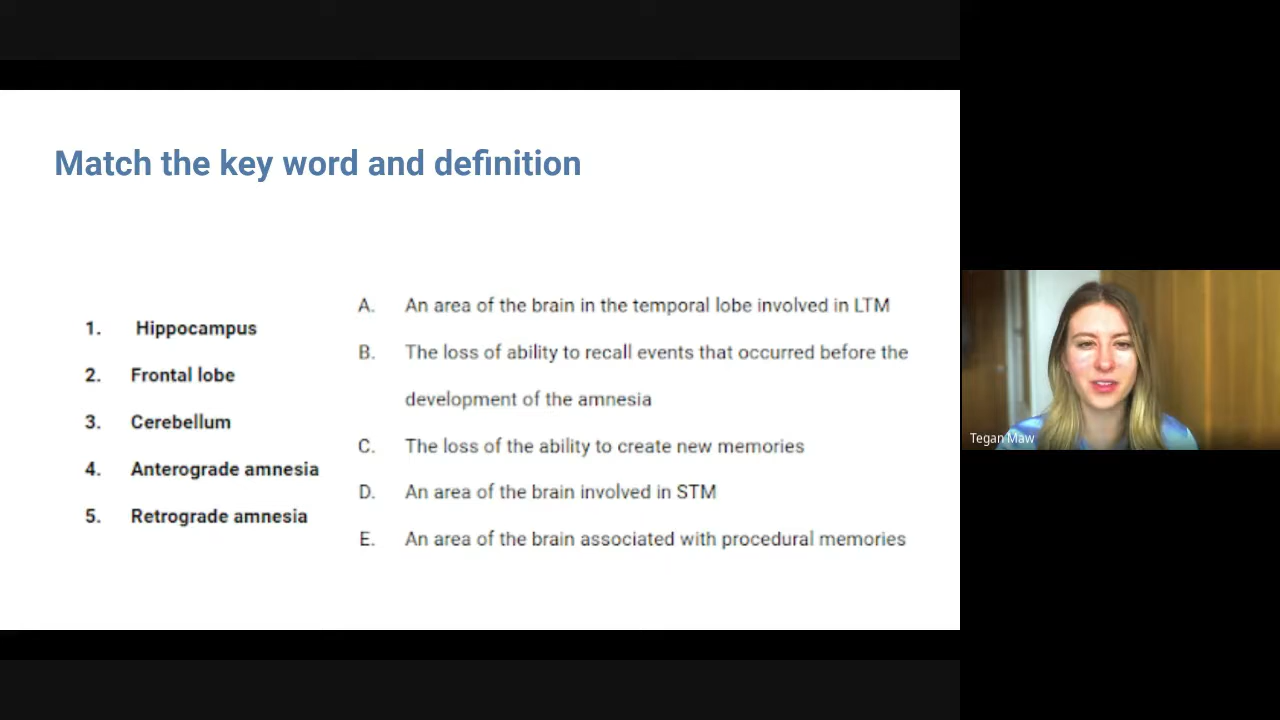 Match the key word and definition
1. Hippocampus
2. Frontal lobe
3. Cerebellum
4. Anterograde amnesia
5. Retrograde amnesia
A. An area of the brain in the temporal lobe involved in LTM
B. The loss of ability to recall events that occurred before the
development of the amnesia
C. The loss of the ability to create new memories
D. An area of the brain involved in STM
E. An area of the brain associated with procedural memories
Tegan Maw